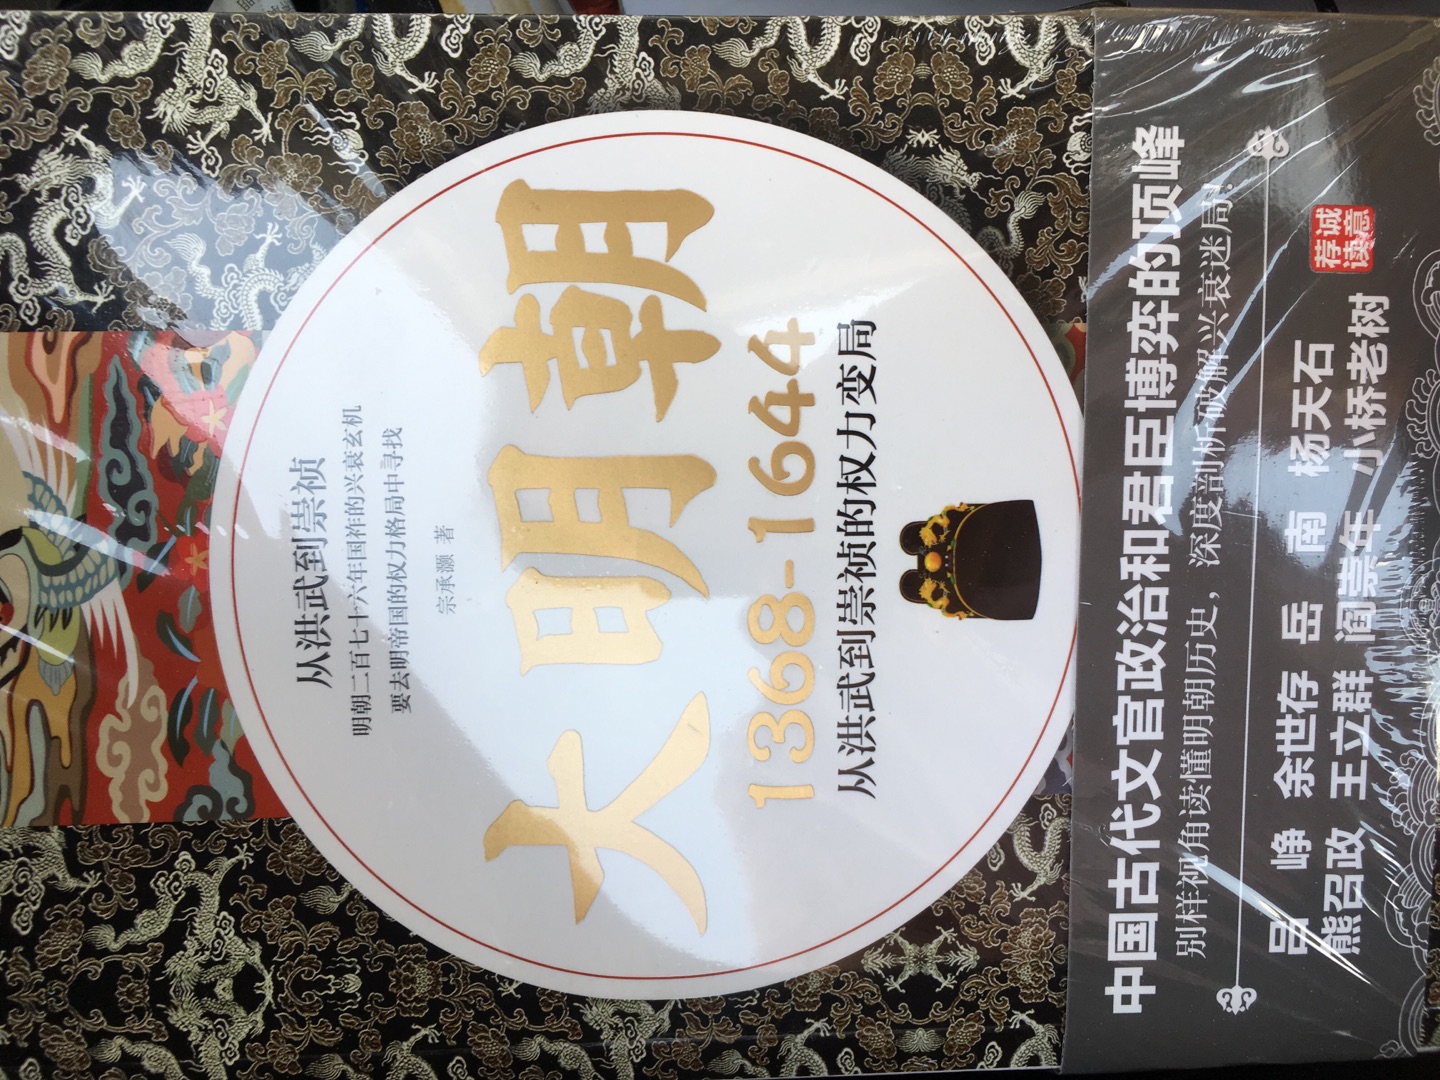 从洪武到崇祯
明朝二百七十六年国祚的兴衰玄机
要去明帝国的权力格局中寻找
宗承灏 著
大明朝
1368-1644
从洪武到崇祯的权力变局
中国古代文官政治和君臣博弈的顶峰
别样视角读懂明朝历史，深度剖析破解兴衰迷局！
吕 峥 余世存 岳 南 杨天石
熊召政 王立群 阎崇年 小桥老树
诚意
荐读